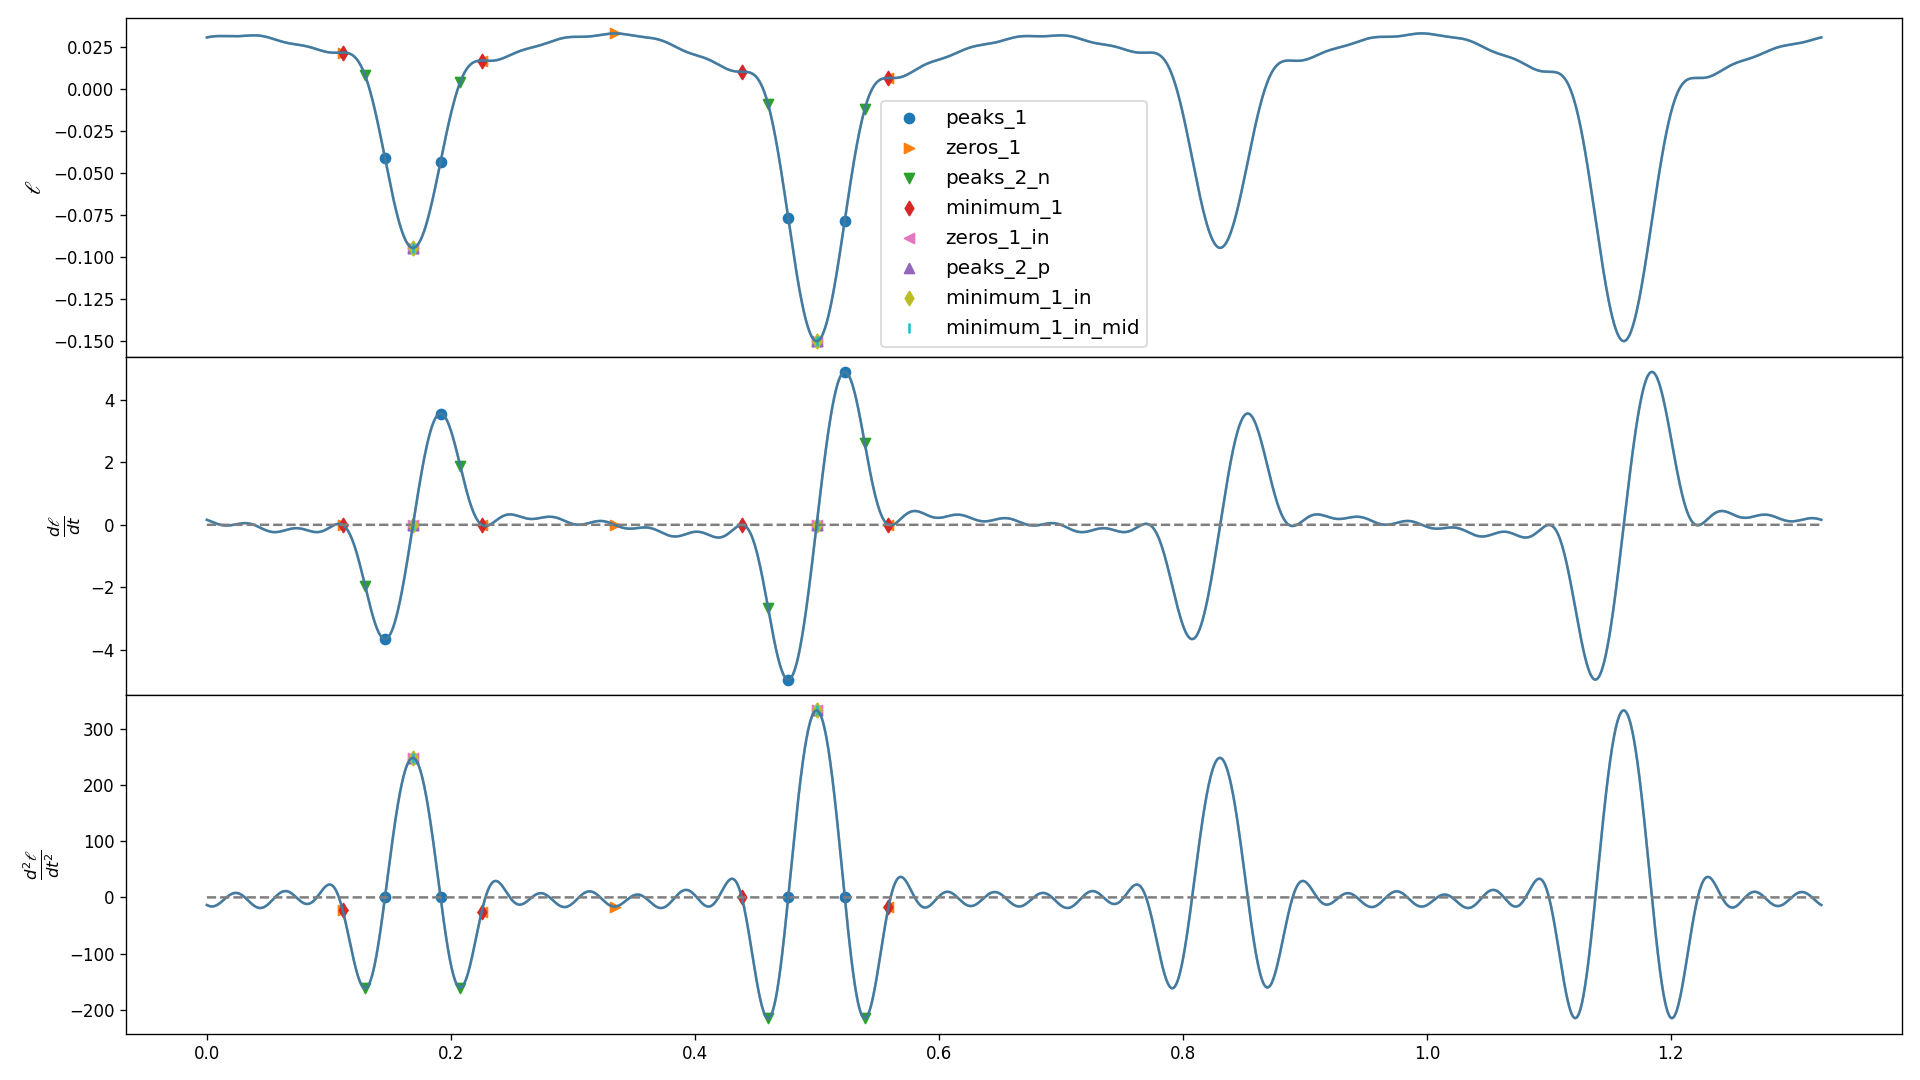 0.025
0.000
−0.025
−0.050
−0.075
−0.100
−0.125
−0.150
ℓ
peaks_1
zeros_1
peaks_2_n
minimum_1
zeros_1_in
peaks_2_p
minimum_1_in
minimum_1_in_mid
4
2
0
−2
−4
dℓ
dt
300
200
100
0
−100
−200
d²ℓ
dt²
0.0 0.2 0.4 0.6 0.8 1.0 1.2